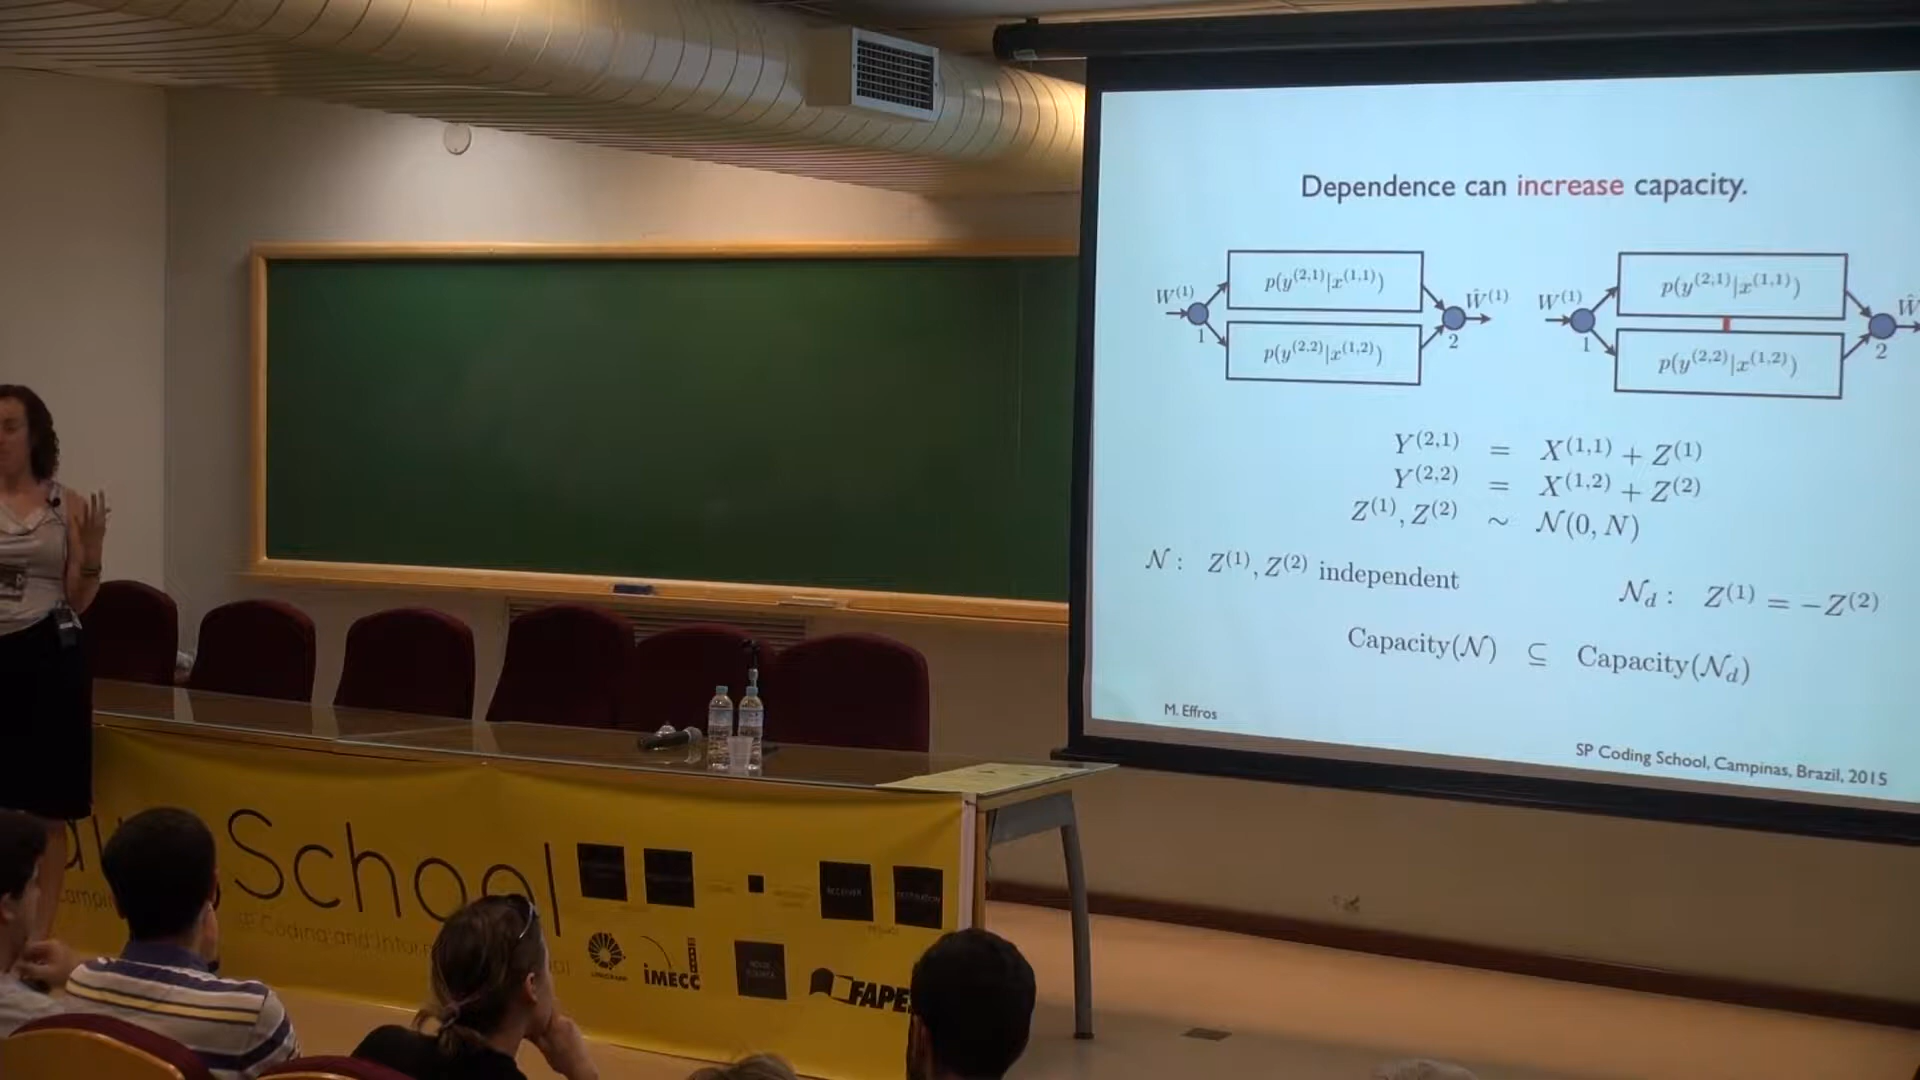 Dependence can increase capacity.
W^{(1)} p(y^{(2,1)}|x^{(1,1)}) Ŵ^{(1)}
1 p(y^{(2,2)}|x^{(1,2)}) 2
W^{(1)} p(y^{(2,1)}|x^{(1,1)}) Ŵ
1 p(y^{(2,2)}|x^{(1,2)}) 2
Y^{(2,1)} = X^{(1,1)} + Z^{(1)}
Y^{(2,2)} = X^{(1,2)} + Z^{(2)}
Z^{(1)}, Z^{(2)} ∼ 𝒩(0, N)
𝒩 : Z^{(1)}, Z^{(2)} independent
𝒩_d : Z^{(1)} = −Z^{(2)}
Capacity(𝒩) ⊆ Capacity(𝒩_d)
M. Effros
SP Coding School, Campinas, Brazil, 2015
School
SP Coding and Infor
RECEIVER
DESTINATION
UNICAMP
IMECC
FAPE